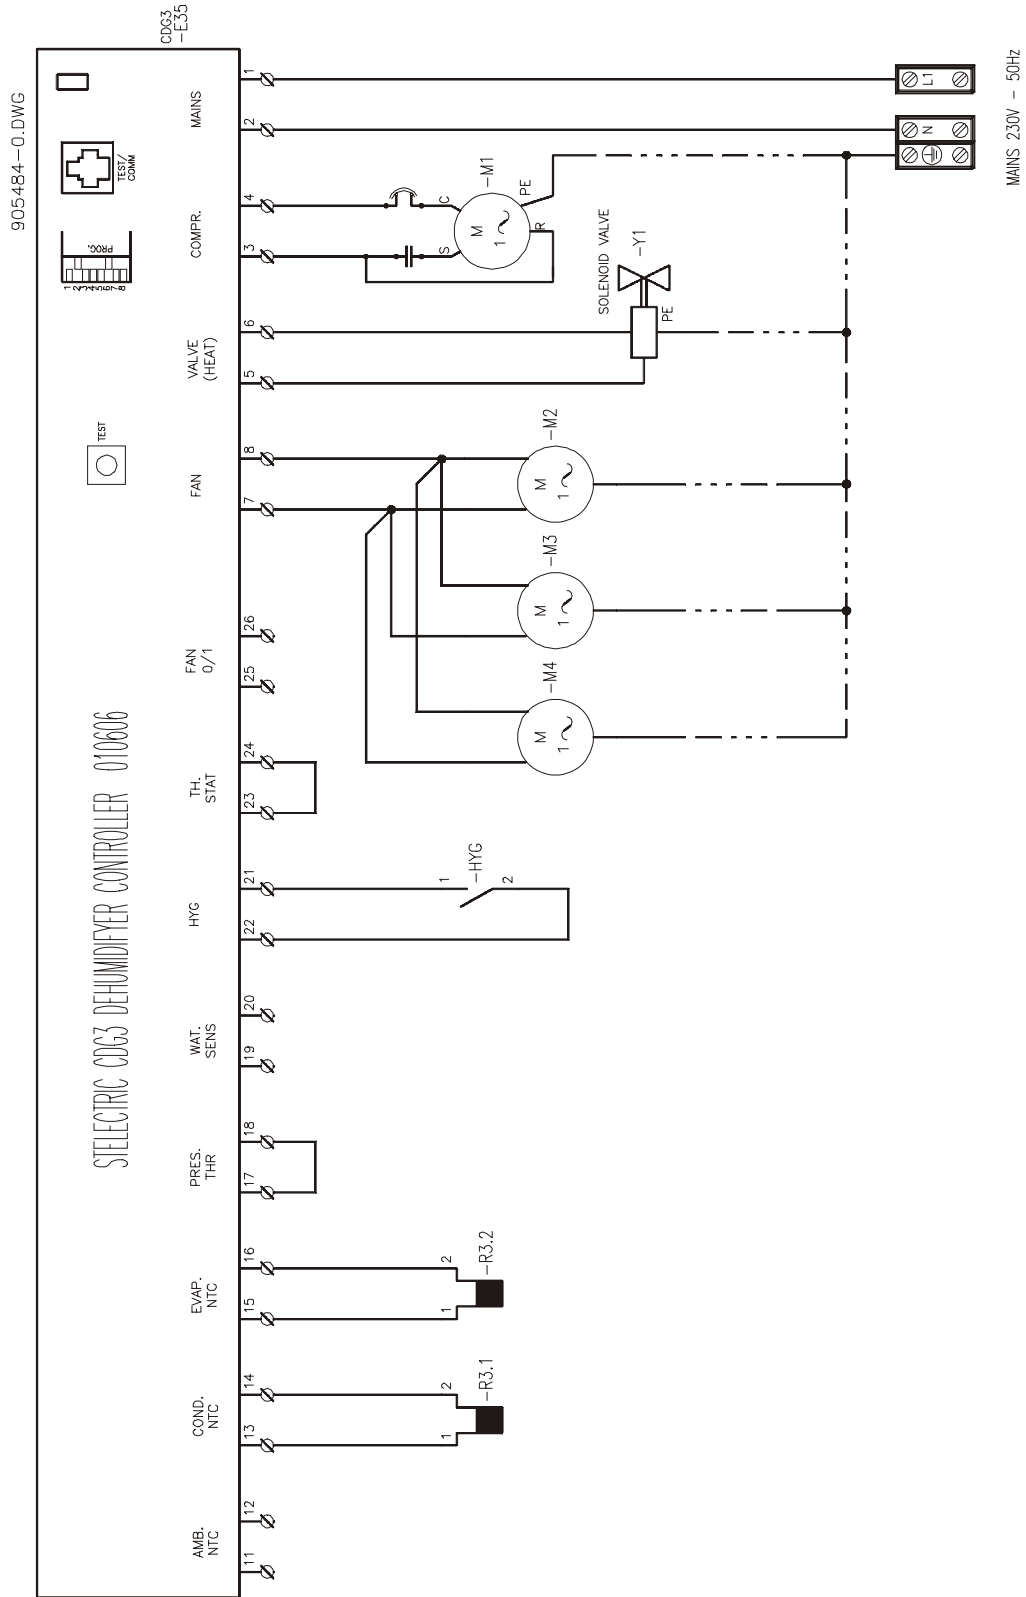 905484-0.DWG
CDG3
-E35
MAINS 230V - 50Hz
STELECTRIC CDG3 DEHUMIDIFYER CONTROLLER 010606
TEST/
COMM
PROG.
1
2
3
4
5
6
7
8
TEST
MAINS
1
2
L1
N
COMPR.
4
3
C
S
R
PE
M
1
-M1
VALVE
(HEAT)
6
5
SOLENOID VALVE
-Y1
PE
FAN
8
7
M
1
-M2
M
1
-M3
M
1
-M4
FAN
0/1
26
25
TH.
STAT
24
23
HYG
21
22
1
2
-HYG
WAT.
SENS
20
19
PRES.
THR
18
17
EVAP.
NTC
16
15
2
1
-R3.2
COND.
NTC
14
13
2
1
-R3.1
AMB.
NTC
12
11